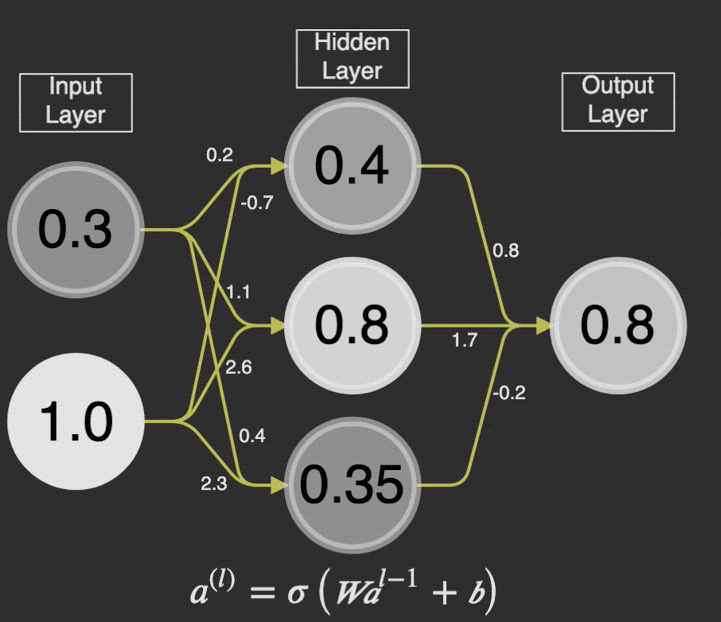 Input
Layer
Hidden
Layer
Output
Layer
0.3
1.0
0.2
-0.7
1.1
2.6
0.4
2.3
0.4
0.8
0.35
0.8
1.7
-0.2
0.8
a^{(l)} = σ (Wa^{l−1} + b)